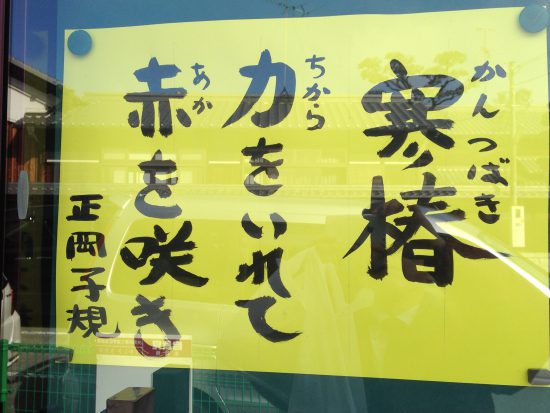 寒椿
かんつばき
力をいれて
ちから
赤を咲き
あか
正岡子規